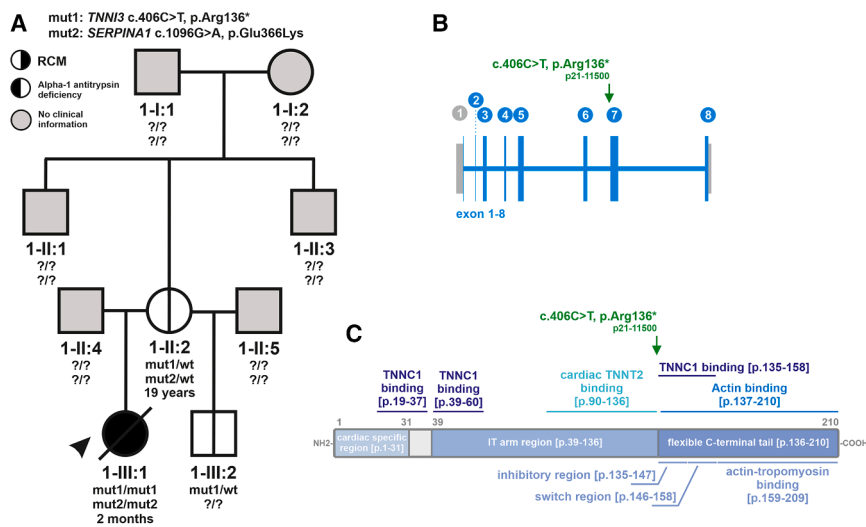 A
mut1: TNNI3 c.406C>T, p.Arg136*
mut2: SERPINA1 c.1096G>A, p.Glu366Lys
RCM
Alpha-1 antitrypsin
deficiency
No clinical
information
1-I:1
?/?
?/?
1-I:2
?/?
?/?
1-II:1
?/?
?/?
1-II:3
?/?
?/?
1-II:4
?/?
?/?
1-II:2
mut1/wt
mut2/wt
19 years
1-II:5
?/?
?/?
1-III:1
mut1/mut1
mut2/mut2
2 months
1-III:2
mut1/wt
?/?
B
c.406C>T, p.Arg136*
p21-11500
1 2 3 4 5 6 7 8
exon 1-8
C
c.406C>T, p.Arg136*
p21-11500
TNNC1
binding
[p.19-37]
TNNC1
binding
[p.39-60]
cardiac TNNT2
binding
[p.90-136]
TNNC1 binding [p.135-158]
Actin binding
[p.137-210]
1 31 39 210
NH2-
cardiac specific
region [p.1-31]
IT arm region [p.39-136]
flexible C-terminal tail [p.136-210]
-COOH
inhibitory region [p.135-147]
switch region [p.146-158]
actin-tropomyosin
binding
[p.159-209]